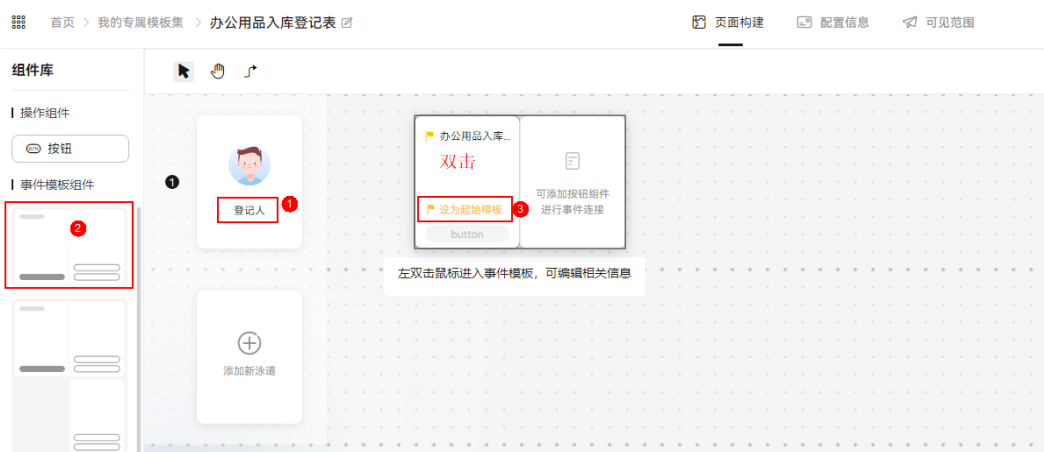 首页 > 我的专属模板集 > 办公用品入库登记表
页面构建
配置信息
可见范围
组件库
操作组件
BTN 按钮
事件模板组件
2
1
登记人
1
添加新泳道
办公用品入库...
双击
设为起始模板
3
button
可添加按钮组件
进行事件连接
左双击鼠标进入事件模板，可编辑相关信息